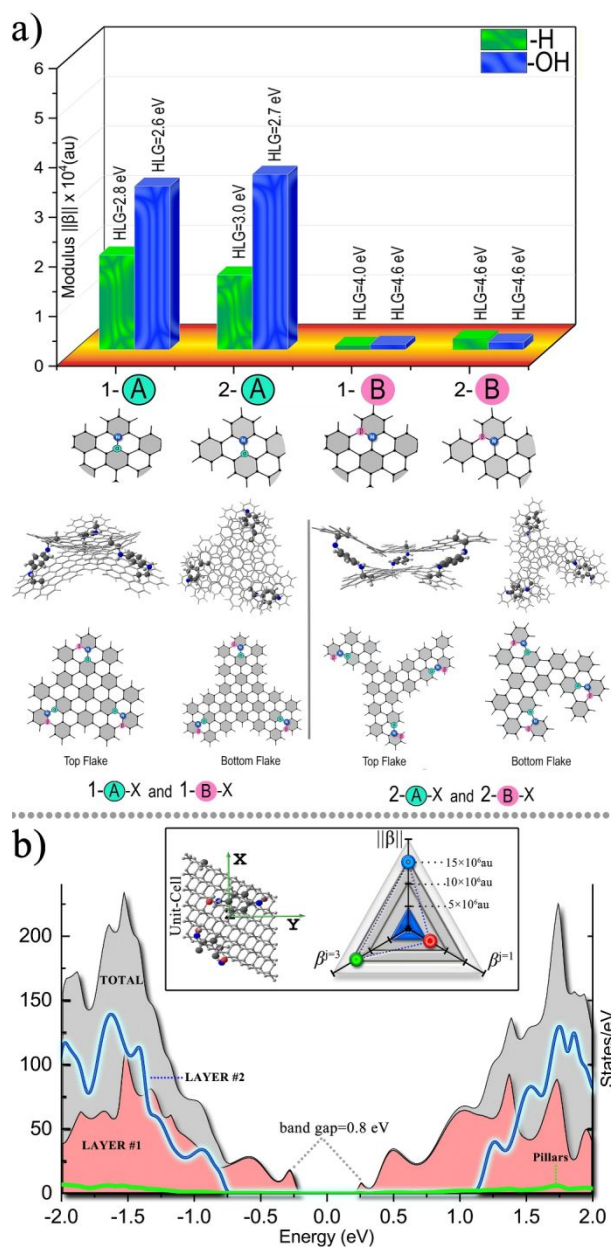 a)
-H
-OH
Modulus ||β|| x 10⁴(au)
6
5
4
3
2
1
0
HLG=2.8 eV
HLG=2.6 eV
HLG=3.0 eV
HLG=2.7 eV
HLG=4.0 eV
HLG=4.6 eV
HLG=4.6 eV
HLG=4.6 eV
1-A 2-A 1-B 2-B
Top Flake Bottom Flake Top Flake Bottom Flake
1-A-X and 1-B-X 2-A-X and 2-B-X
b)
Unit-Cell
X
Y
||β||
15×10⁶au
10×10⁶au
5×10⁶au
βʲ⁼³
βʲ⁼¹
200
150
100
50
0
States/eV
TOTAL
LAYER #2
LAYER #1
band gap=0.8 eV
Pillars
-2.0 -1.5 -1.0 -0.5 0.0 0.5 1.0 1.5 2.0
Energy (eV)